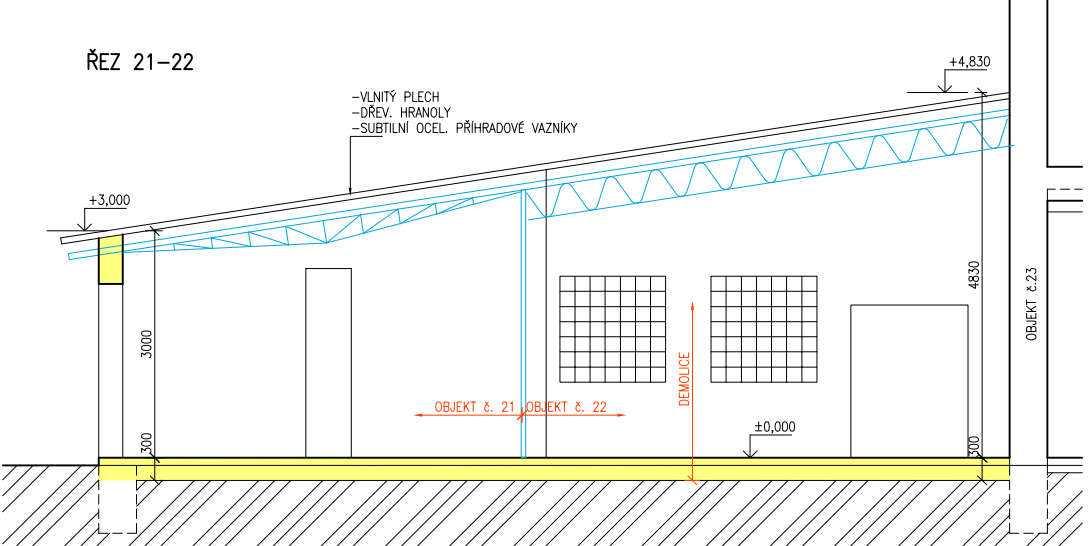 ŘEZ 21-22
+4,830
-VLNITÝ PLECH
-DŘEV. HRANOLY
-SUBTILNÍ OCEL. PŘÍHRADOVÉ VAZNÍKY
+3,000
4830
OBJEKT č.23
3000
DEMOLICE
OBJEKT č. 21
OBJEKT č. 22
±0,000
300
300